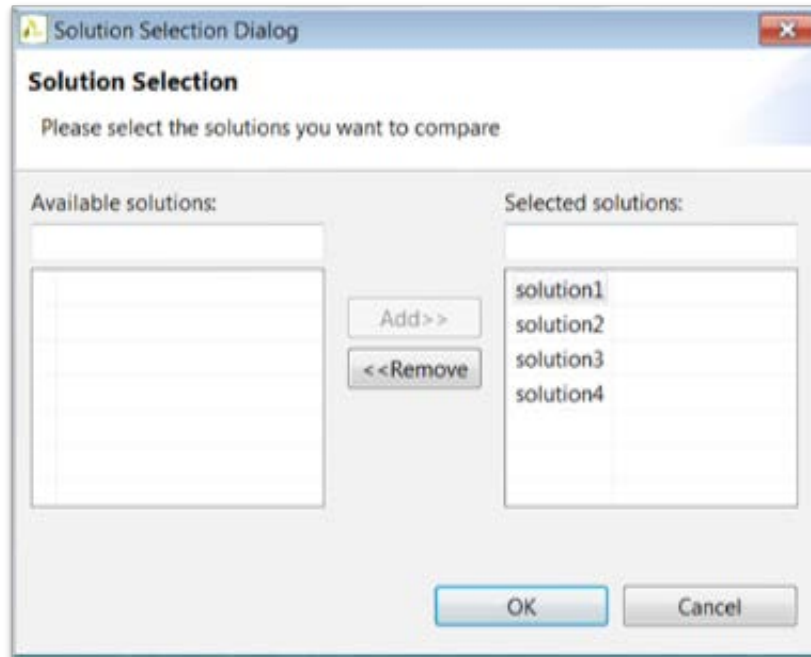 Solution Selection Dialog
Solution Selection
Please select the solutions you want to compare
Available solutions:
Selected solutions:
Add>>
<<Remove
solution1
solution2
solution3
solution4
OK
Cancel